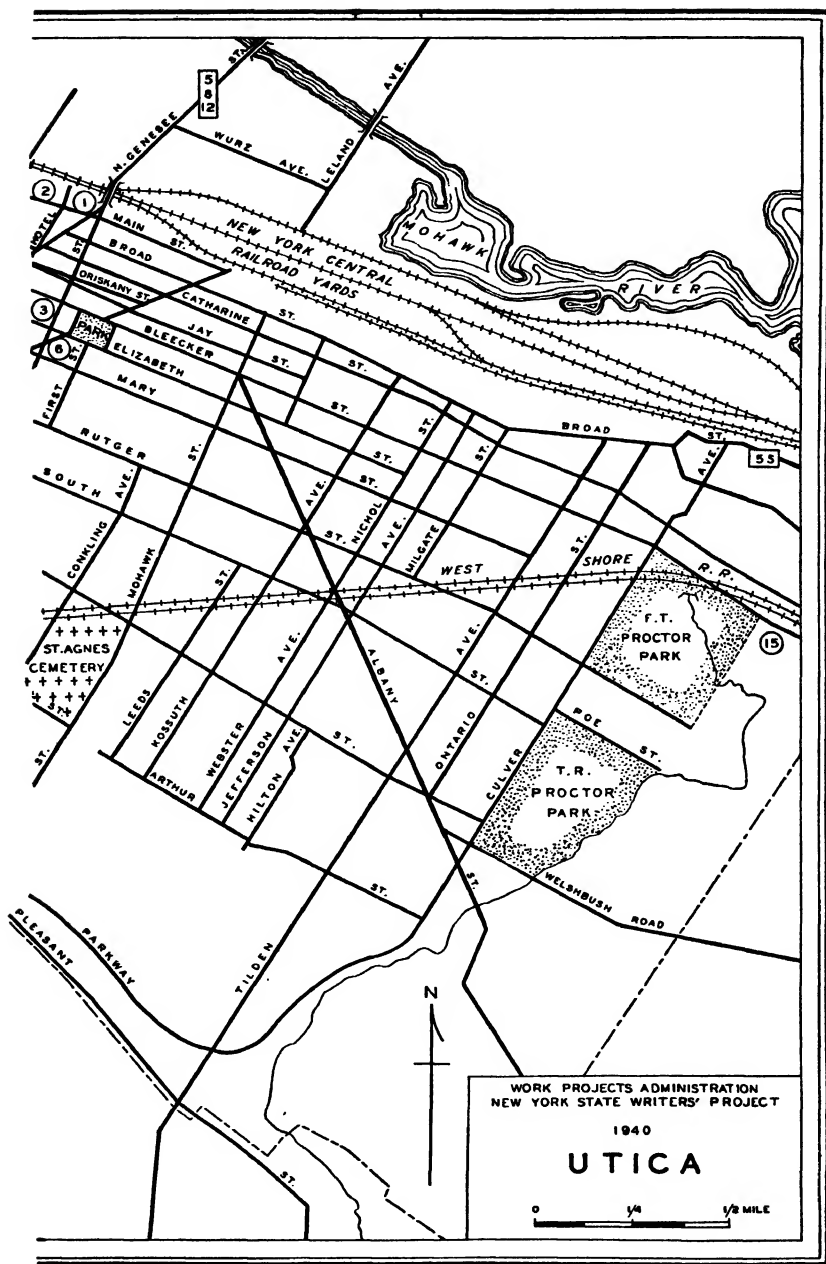 5
8
12
N. GENESEE
ST.
LELAND
AVE.
WURZ AVE.
2
1
HOTEL
ST.
MAIN ST.
BROAD
ORISKANY ST.
CATHARINE ST.
NEW YORK CENTRAL
RAILROAD YARDS
MOHAWK
RIVER
3
PARK
6
JAY ST.
BLEECKER ST.
ELIZABETH ST.
MARY ST.
FIRST
ST.
RUTGER ST.
SOUTH ST.
BROAD ST.
53
CONKLING
AVE.
MOHAWK
ST.
AVE.
NICHOL
ST.
AVE.
MILGATE
ST.
ST.
AVE.
WEST SHORE R.R.
F.T.
PROCTOR
PARK
15
ST. AGNES
CEMETERY
ST.
ST.
LEEDS
ST.
KOSSUTH
WEBSTER
AVE.
JEFFERSON
HILTON
AVE.
ARTHUR
ST.
ST.
ALBANY
ST.
AVE.
ONTARIO
CULVER
POE ST.
T.R.
PROCTOR
PARK
WELSHBUSH
ROAD
TILDEN
PARKWAY
PLEASANT
ST.
N
WORK PROJECTS ADMINISTRATION
NEW YORK STATE WRITERS' PROJECT
1940
UTICA
0 1/4 1/2 MILE